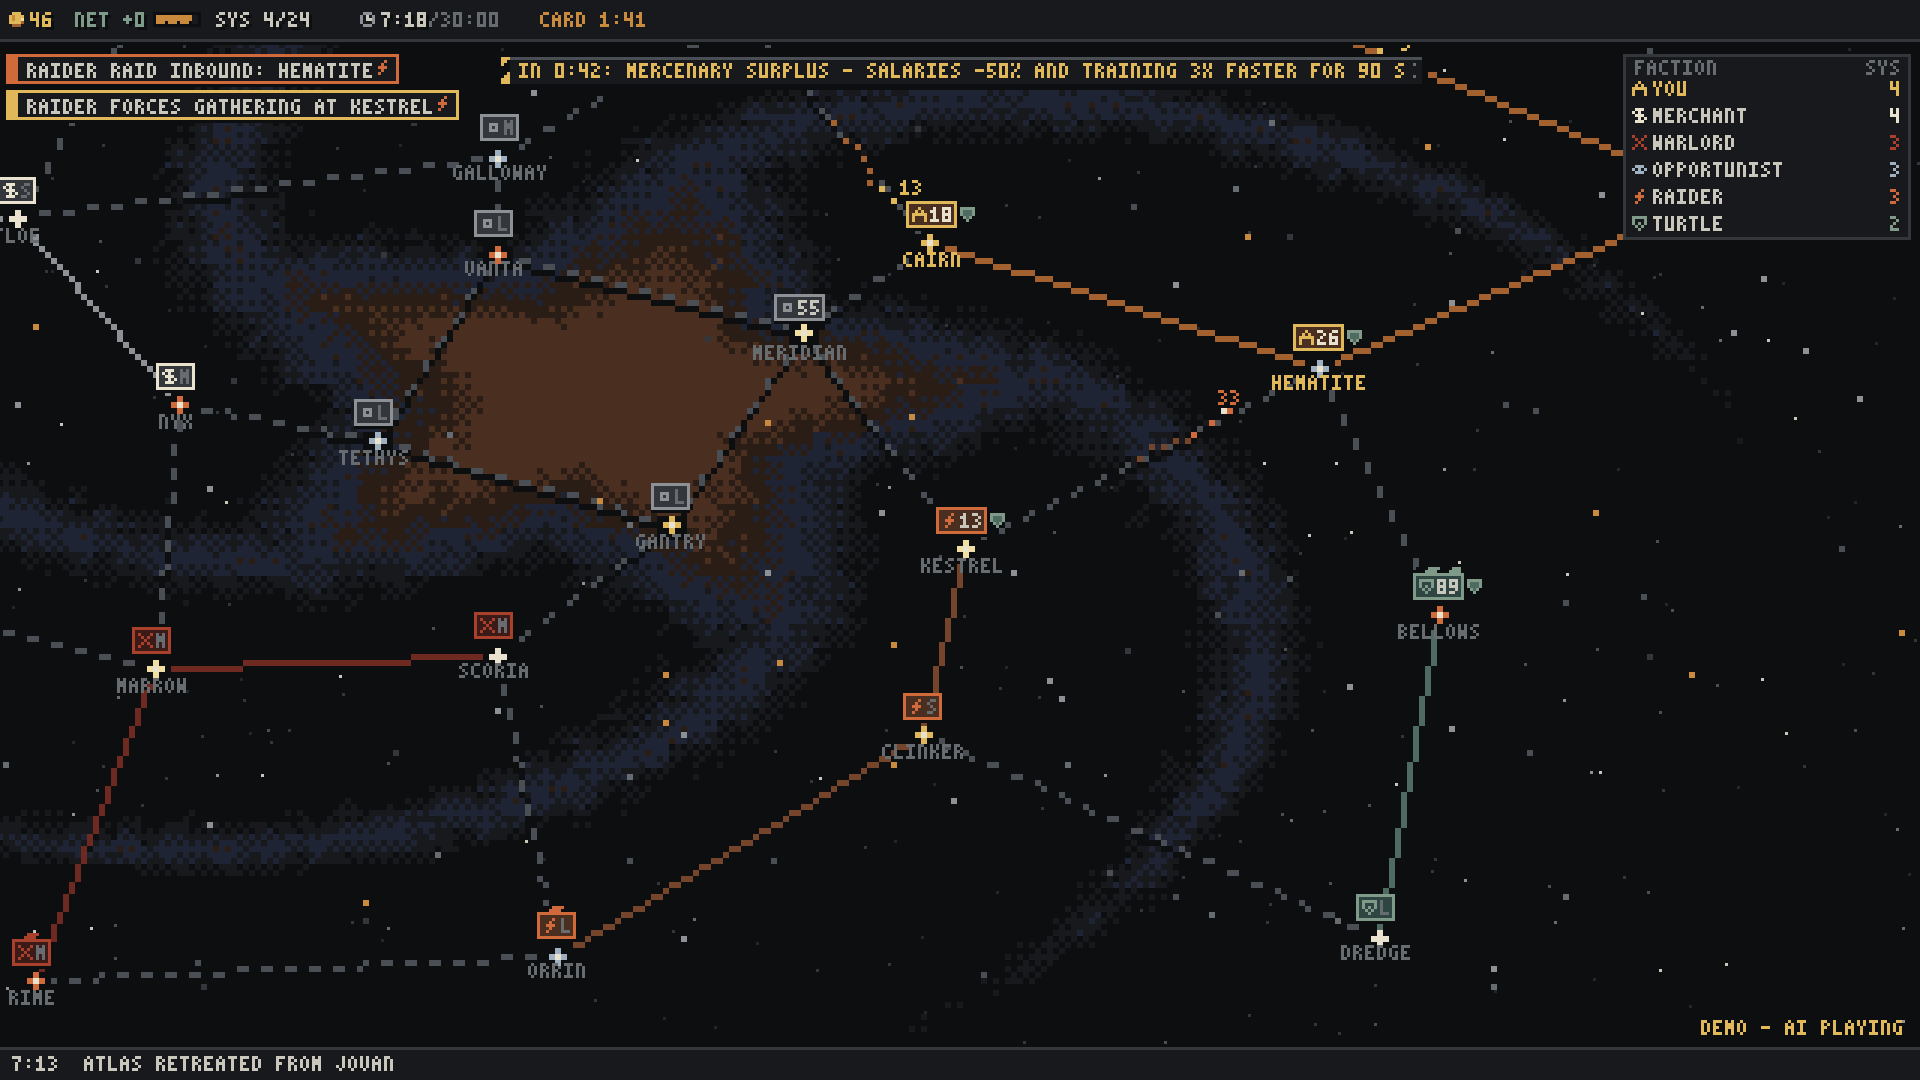 46 NET +0 SYS 4/24 7:18/30:00 CARD 1:41
RAIDER RAID INBOUND: HEMATITE
IN 0:42: MERCENARY SURPLUS - SALARIES -50% AND TRAINING 3X FASTER FOR 90 S
RAIDER FORCES GATHERING AT KESTREL
FACTION SYS
YOU 4
MERCHANT 4
WARLORD 3
OPPORTUNIST 3
RAIDER 3
TURTLE 2
M
GALLOWAY
S
L
VANTA
13
18
CAIRN
55
MERIDIAN
26
HEMATITE
M
NYX
L
TETHYS
33
L
GANTRY
13
KESTREL
89
BELLOWS
M
MARROW
M
SCORIA
S
CLINKER
L
ORRIN
L
DREDGE
M
RIME
DEMO - AI PLAYING
7:13 ATLAS RETREATED FROM JOVAN